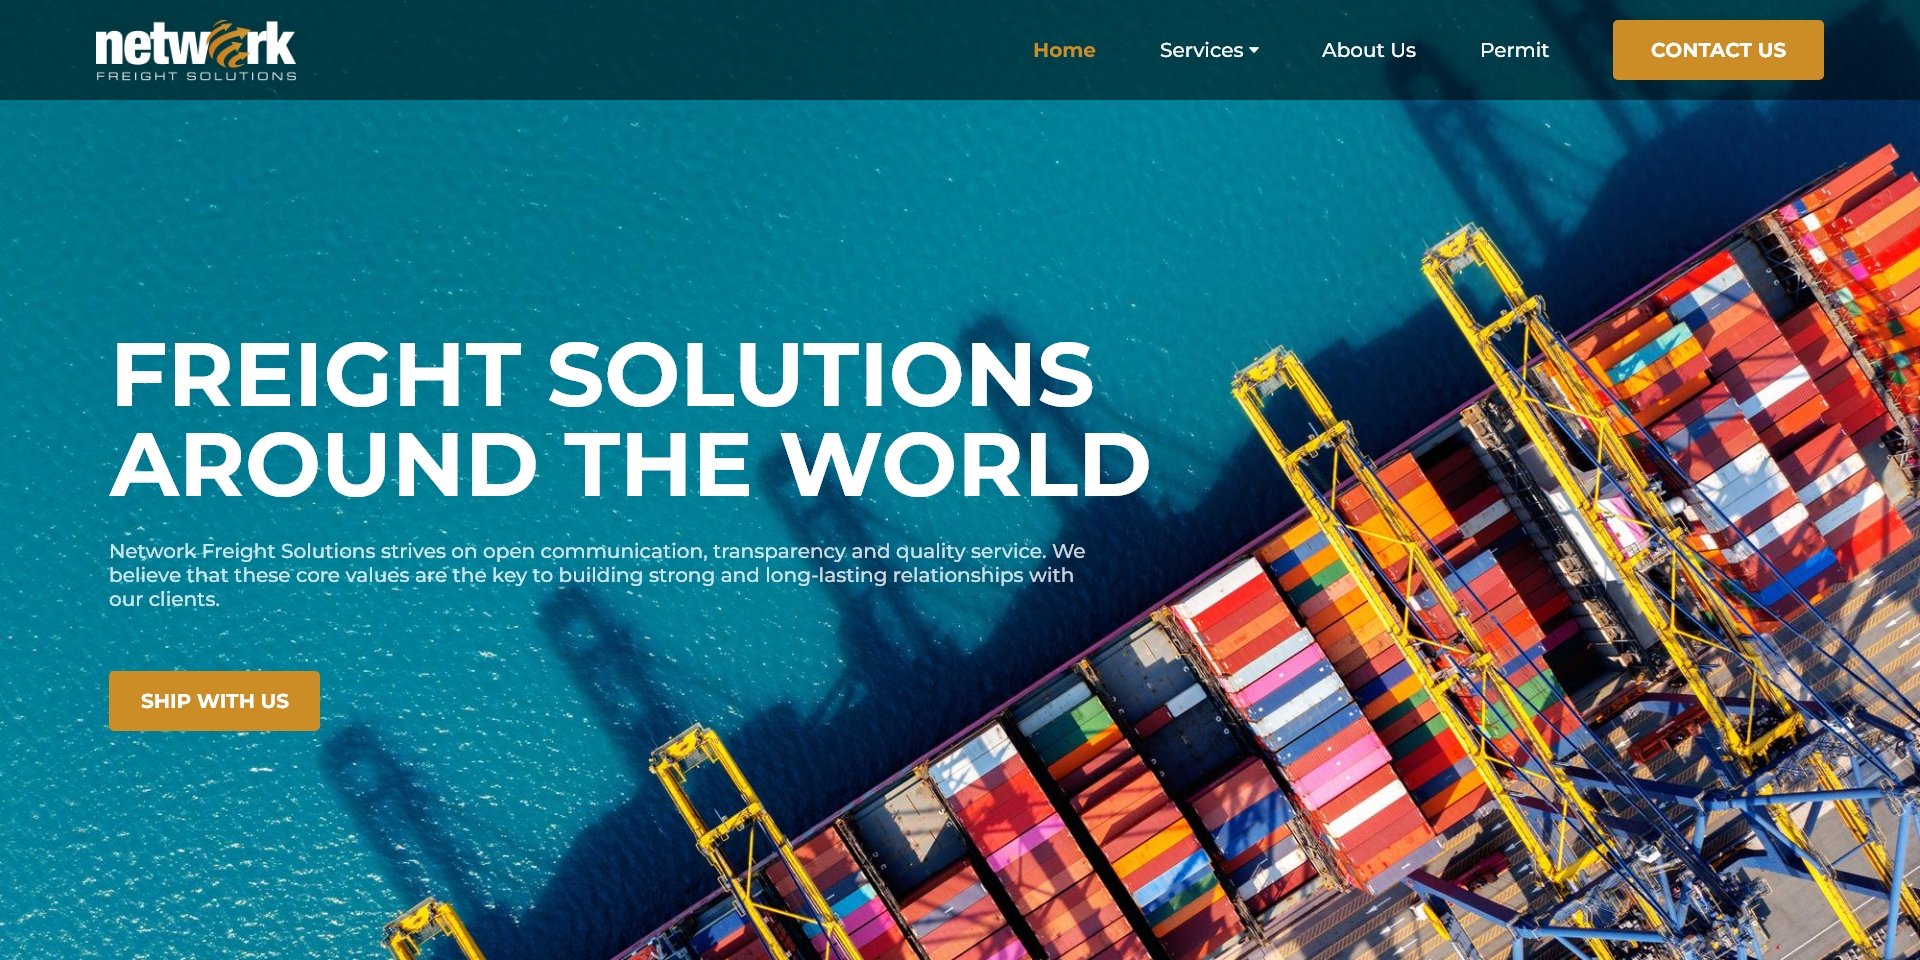 network
FREIGHT SOLUTIONS
Home
Services
About Us
Permit
CONTACT US
FREIGHT SOLUTIONS
AROUND THE WORLD
Network Freight Solutions strives on open communication, transparency and quality service. We
believe that these core values are the key to building strong and long-lasting relationships with
our clients.
SHIP WITH US